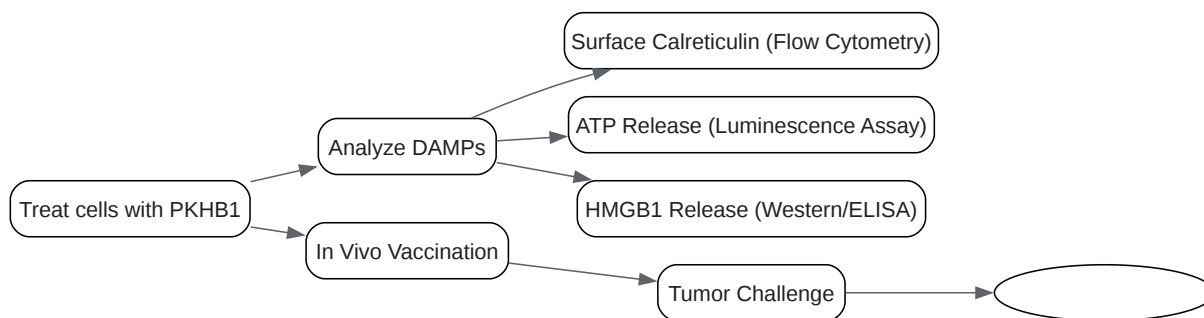 Surface Calreticulin (Flow Cytometry)
ATP Release (Luminescence Assay)
Analyze DAMPs
HMGB1 Release (Western/ELISA)
Treat cells with PKHB1
In Vivo Vaccination
Tumor Challenge